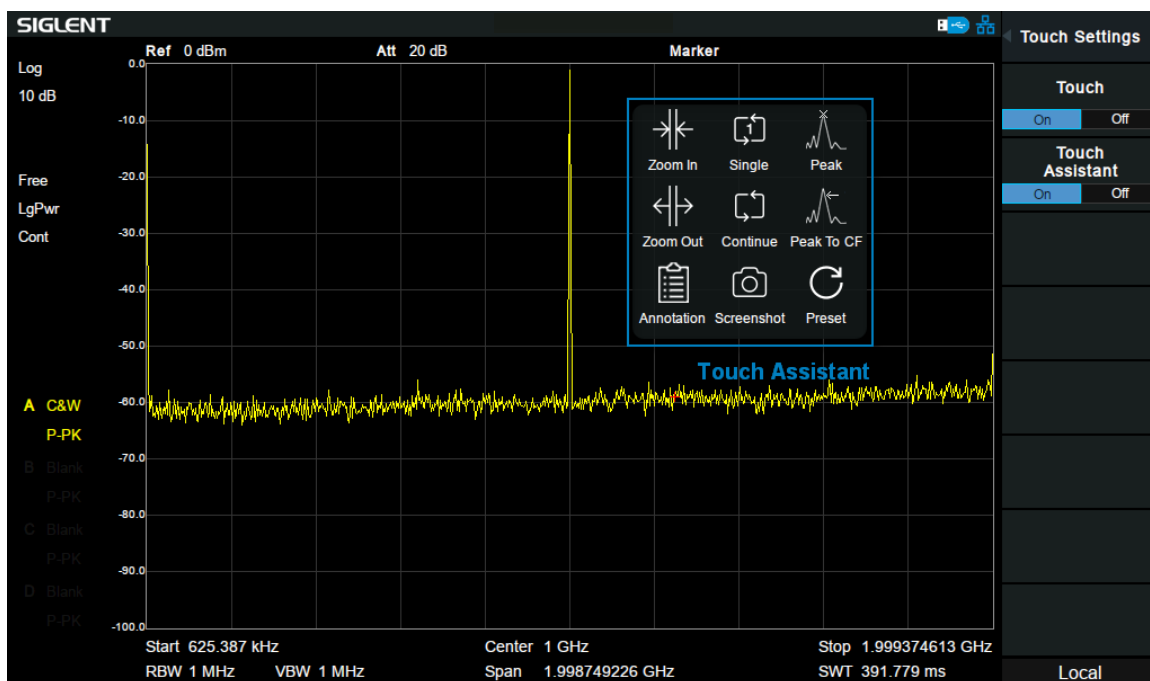 SIGLENT
Touch Settings
Ref 0 dBm Att 20 dB Marker
Log
10 dB
Free
LgPwr
Cont
A C&W
P-PK
B Blank
P-PK
C Blank
P-PK
D Blank
P-PK
0.0
-10.0
-20.0
-30.0
-40.0
-50.0
-60.0
-70.0
-80.0
-90.0
-100.0
Zoom In Single Peak
Zoom Out Continue Peak To CF
Annotation Screenshot Preset
Touch Assistant
Start 625.387 kHz Center 1 GHz Stop 1.999374613 GHz
RBW 1 MHz VBW 1 MHz Span 1.998749226 GHz SWT 391.779 ms
Touch
On Off
Touch
Assistant
On Off
Local